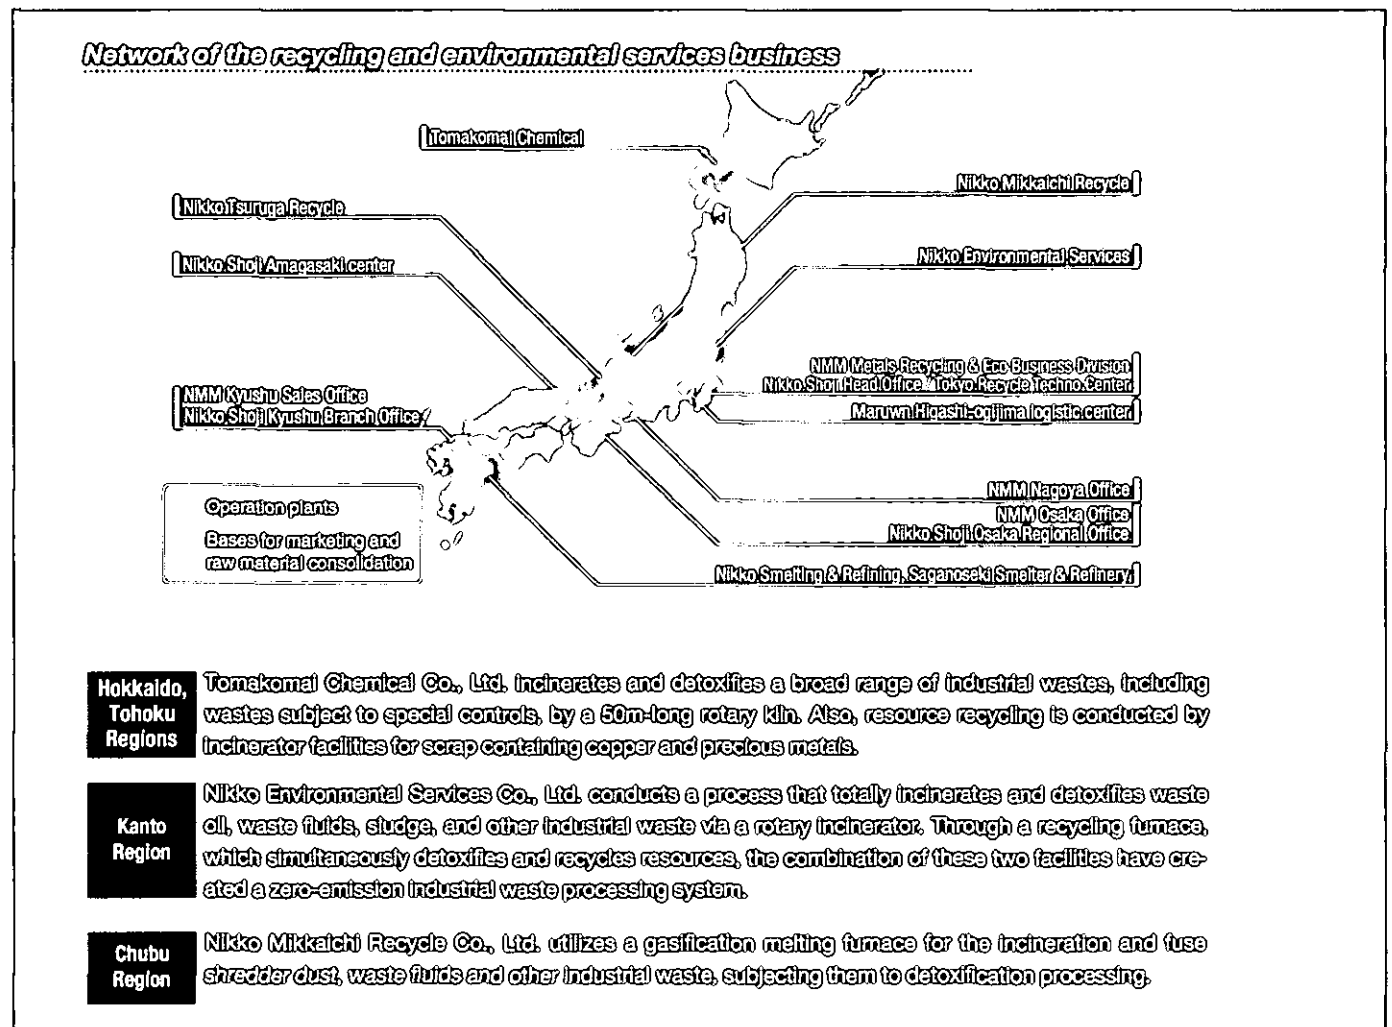 Network of the recycling and environmental services business
Tomakomai Chemical
Nikko Mikkaichi Recycle
Nikko Tsuruga Recycle
Nikko Environmental Services
Nikko Shoji Amagasaki center
NMM Metals Recycling & Eco Business Division
Nikko Shoji Head Office / Tokyo Recycle Techno Center
NMM Kyushu Sales Office
Nikko Shoji Kyushu Branch Office
Maruwn Higashi-ogijima logistic center
NMM Nagoya Office
Operation plants
NMM Osaka Office
Nikko Shoji Osaka Regional Office
Bases for marketing and
raw material consolidation
Nikko Smelting & Refining, Saganoseki Smelter & Refinery
Hokkaido,
Tohoku
Regions
Tomakomai Chemical Co., Ltd. incinerates and detoxifies a broad range of industrial wastes, including
wastes subject to special controls, by a 50m-long rotary kiln. Also, resource recycling is conducted by
incinerator facilities for scrap containing copper and precious metals.
Kanto
Region
Nikko Environmental Services Co., Ltd. conducts a process that totally incinerates and detoxifies waste
oil, waste fluids, sludge, and other industrial waste via a rotary incinerator. Through a recycling furnace,
which simultaneously detoxifies and recycles resources, the combination of these two facilities have cre-
ated a zero-emission industrial waste processing system.
Chubu
Region
Nikko Mikkaichi Recycle Co., Ltd. utilizes a gasification melting furnace for the incineration and fuse
shredder dust, waste fluids and other industrial waste, subjecting them to detoxification processing.